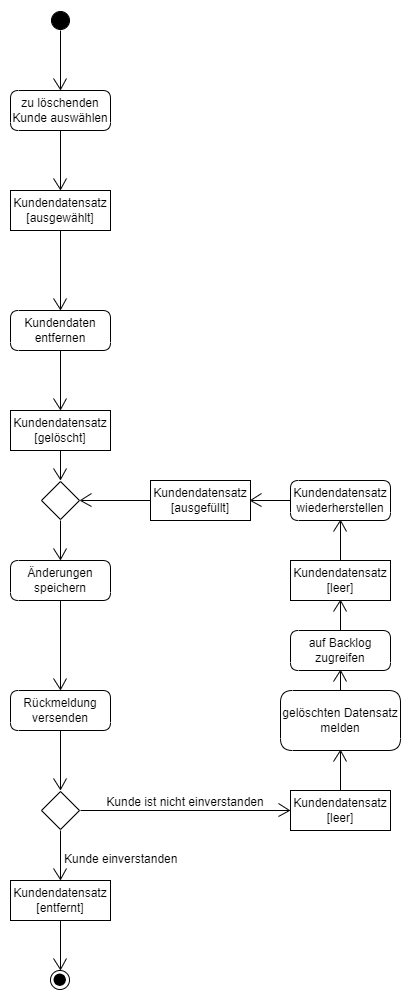 zu löschenden
Kunde auswählen
Kundendatensatz
[ausgewählt]
Kundendaten
entfernen
Kundendatensatz
[gelöscht]
Kundendatensatz
[ausgefüllt]
Kundendatensatz
wiederherstellen
Änderungen
speichern
Kundendatensatz
[leer]
auf Backlog
zugreifen
Rückmeldung
versenden
gelöschten Datensatz
melden
Kunde ist nicht einverstanden
Kundendatensatz
[leer]
Kunde einverstanden
Kundendatensatz
[entfernt]